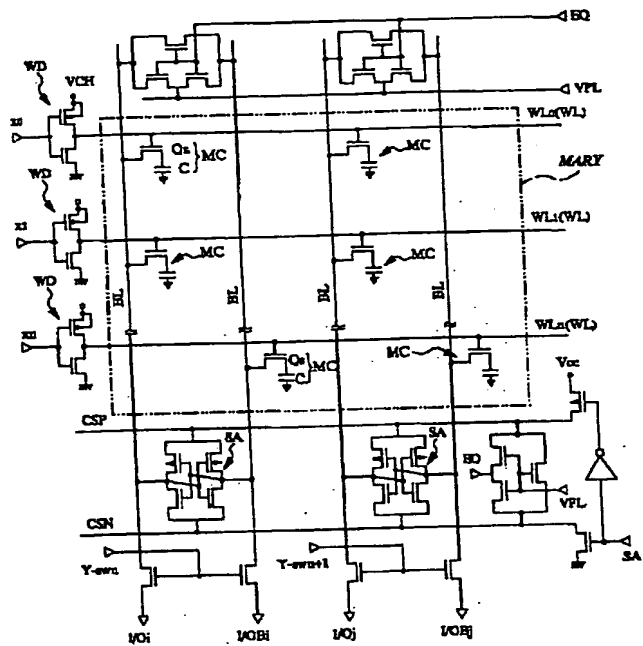 EQ
WD
VCH
VPL
WL0(WL)
Qs
C
MC
MC
MARY
WD
WL1(WL)
MC
MC
WD
BL
BL
BL
BL
WLn(WL)
Qs
C
MC
MC
Vcc
CSP
SA
SA
EQ
VPL
CSN
SA
Y-swn
Y-swn+1
I/Oi
I/OBi
I/Oj
I/OBj